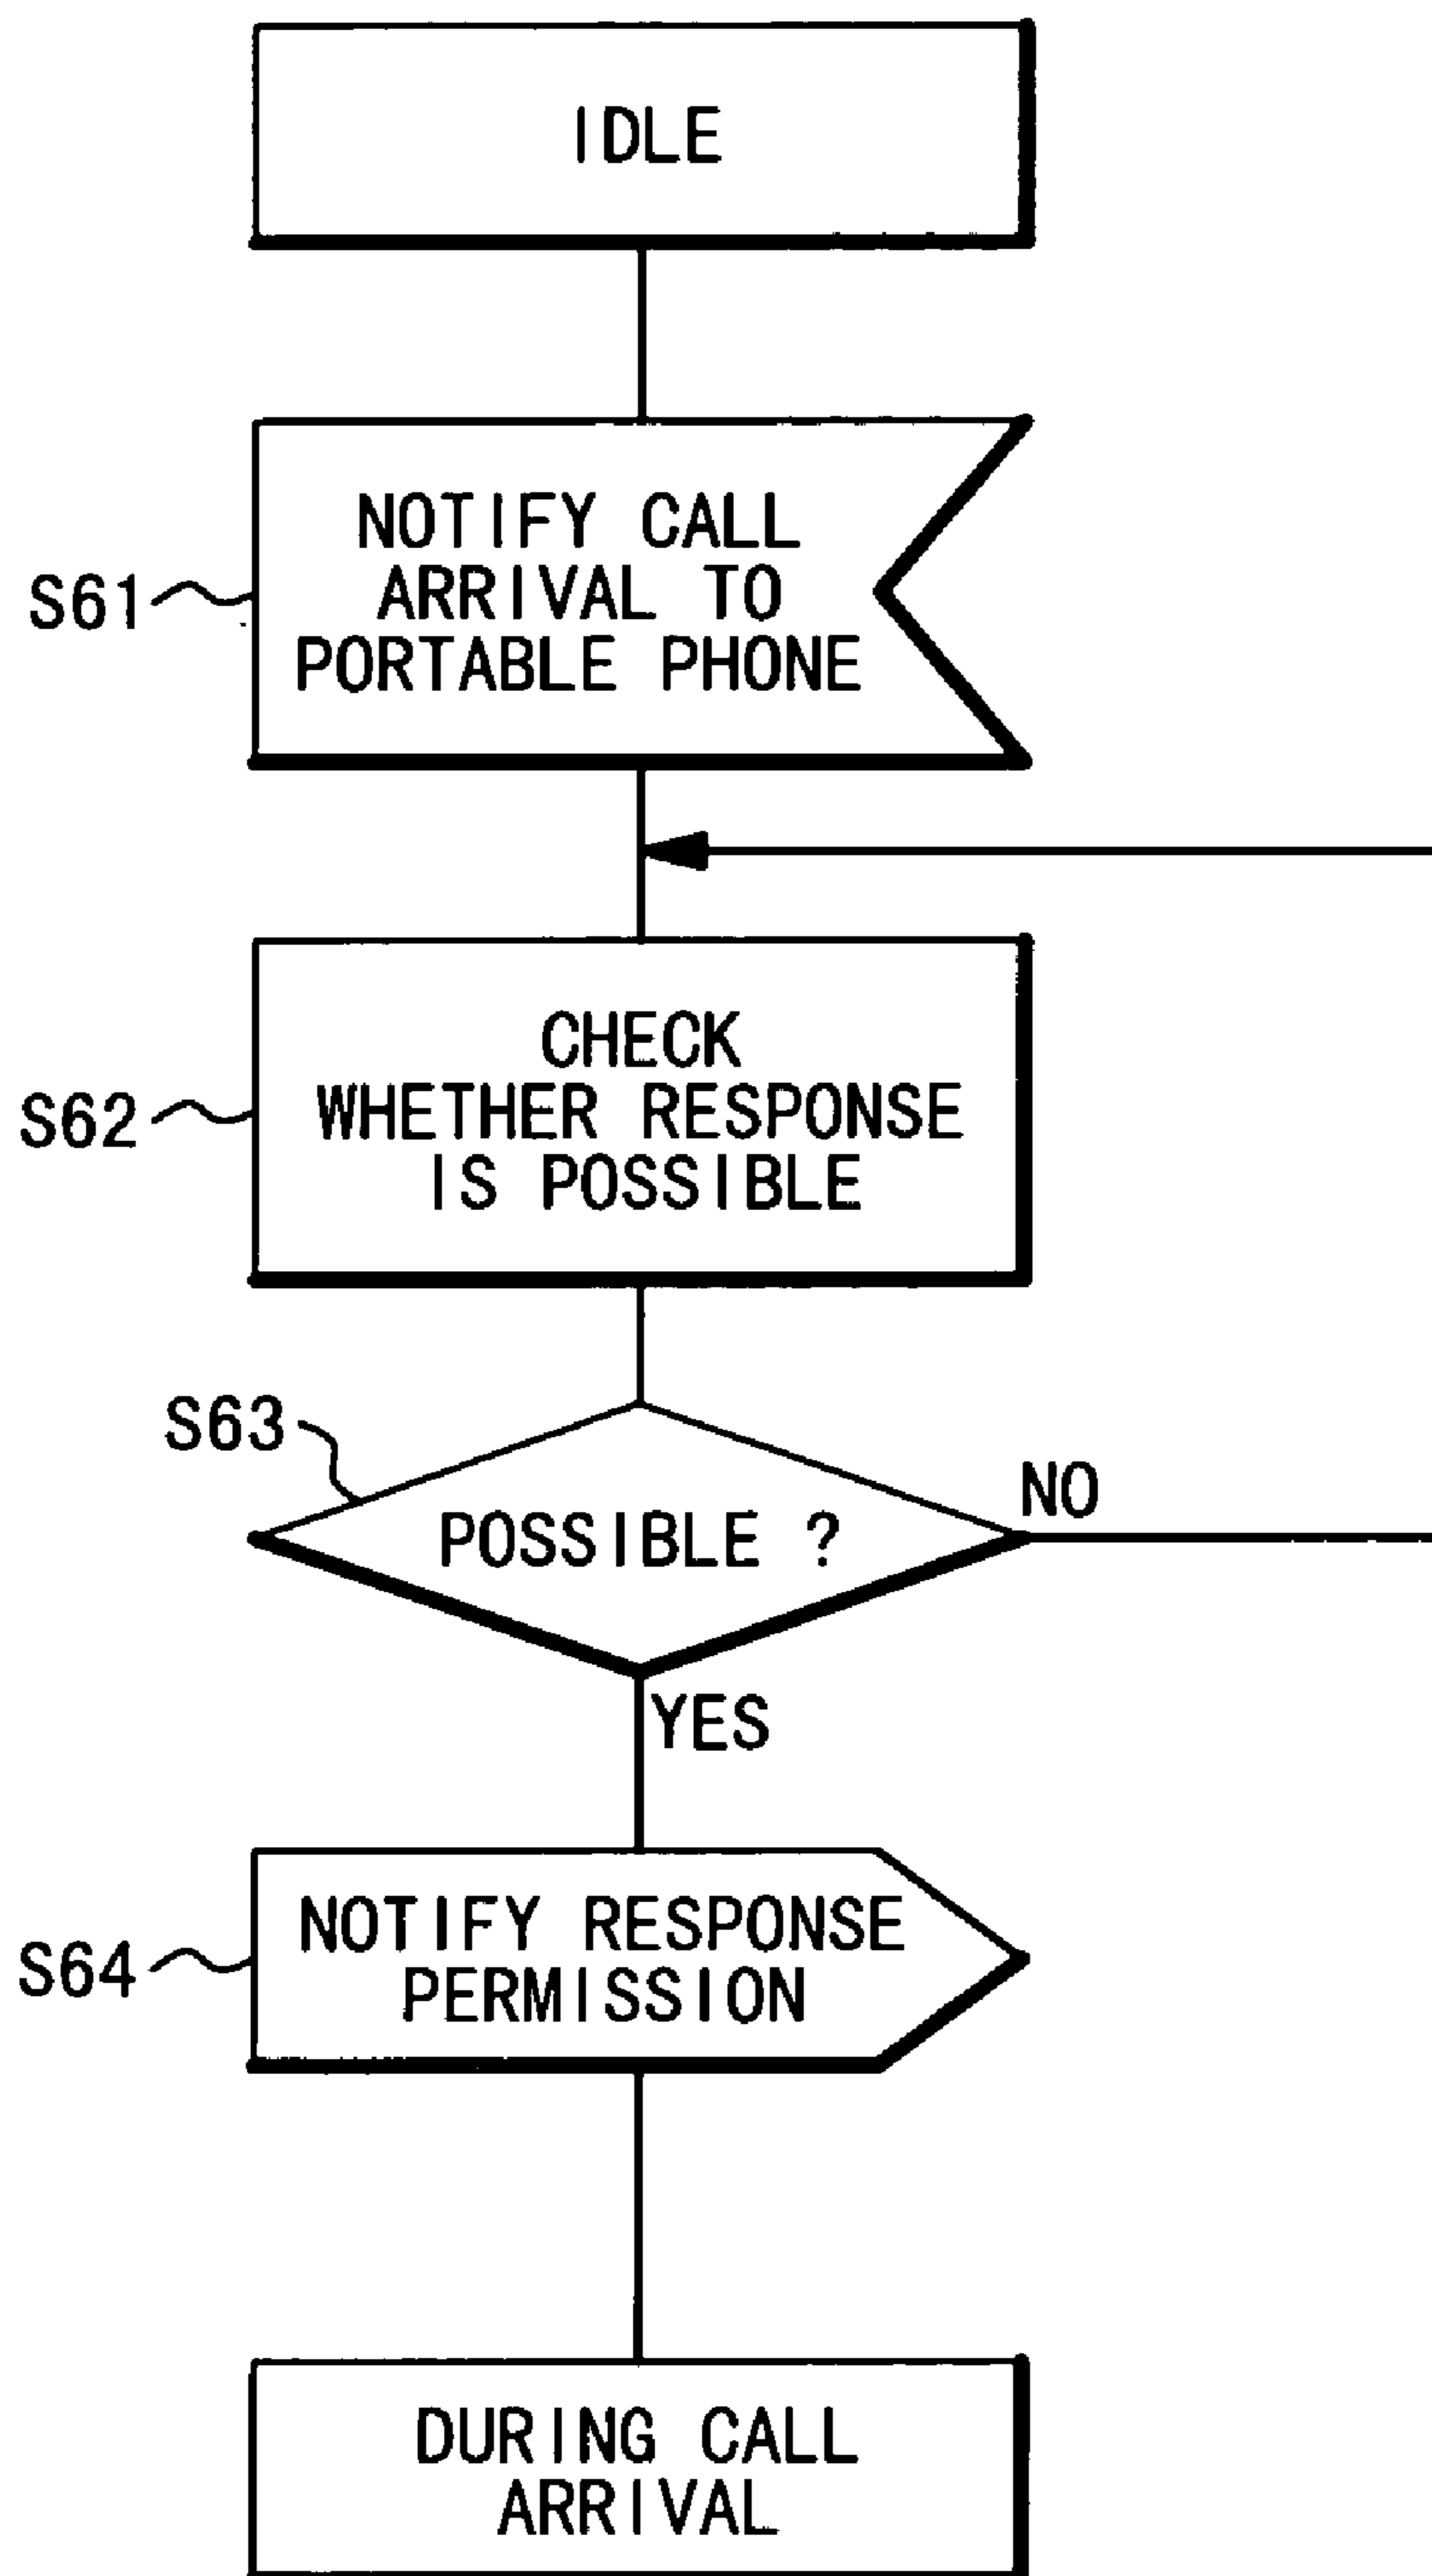 IDLE
NOTIFY CALL
ARRIVAL TO
PORTABLE PHONE
S61
CHECK
WHETHER RESPONSE
IS POSSIBLE
S62
S63
POSSIBLE ?
NO
YES
NOTIFY RESPONSE
PERMISSION
S64
DURING CALL
ARRIVAL